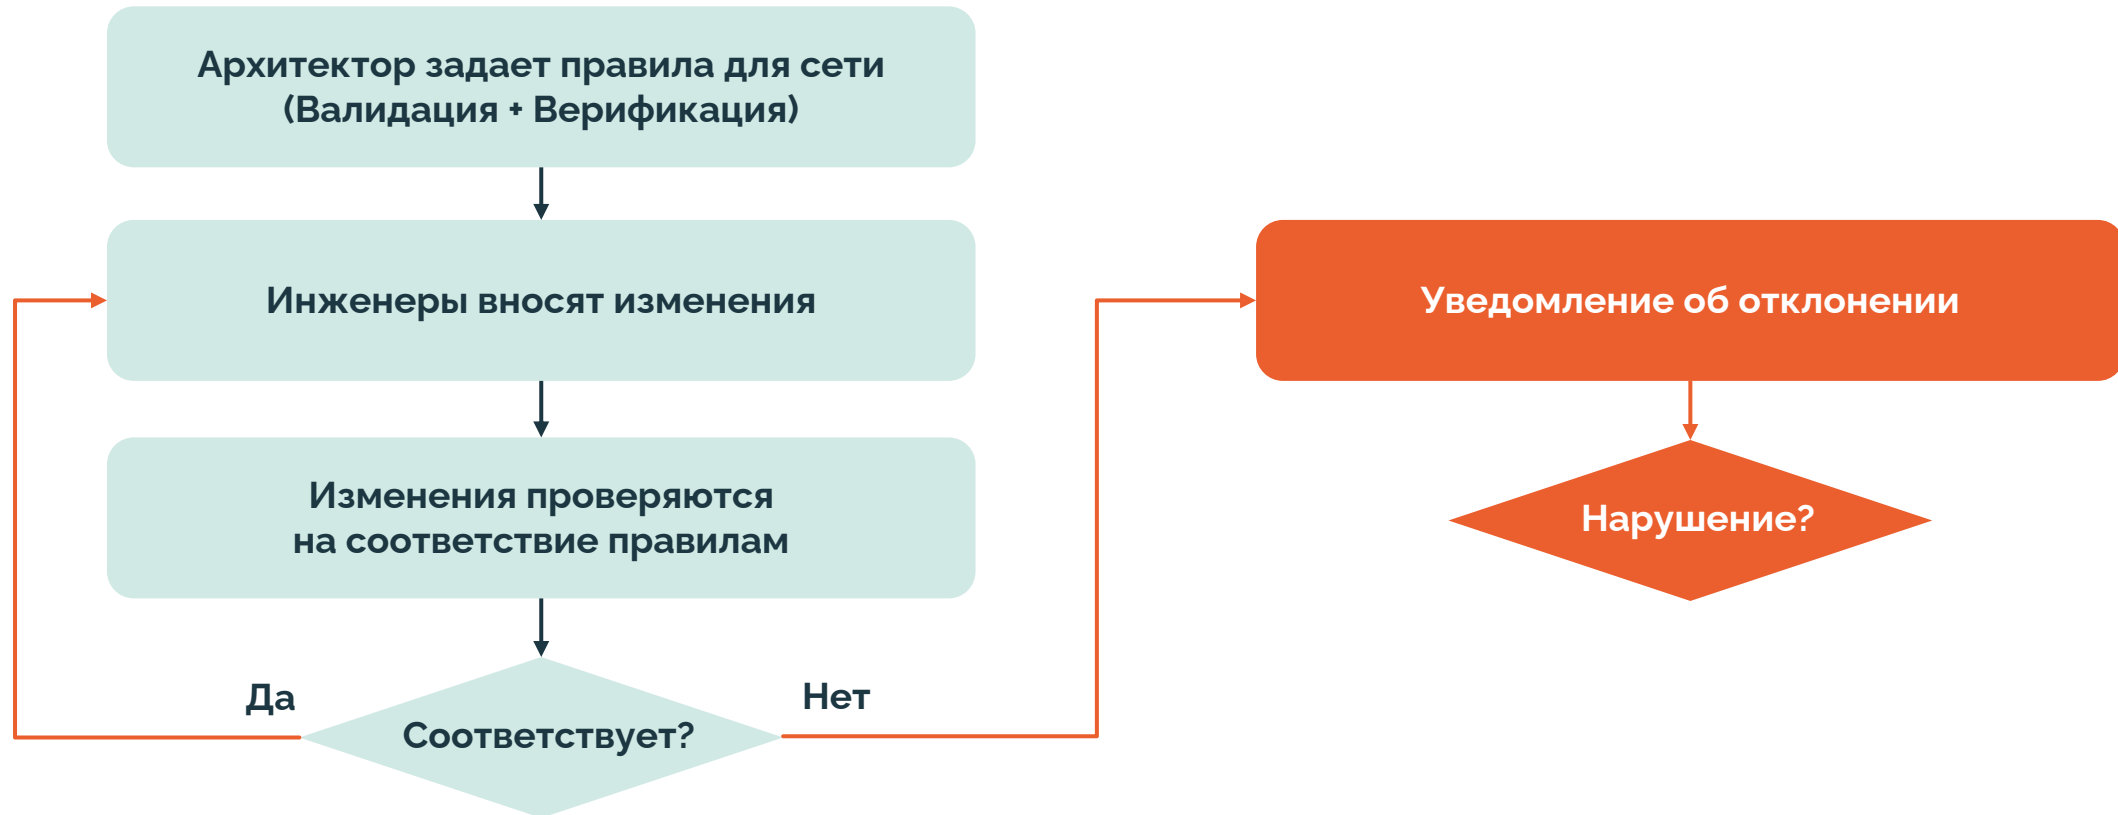 Архитектор задает правила для сети
(Валидация + Верификация)
Инженеры вносят изменения
Изменения проверяются
на соответствие правилам
Да
Соответствует?
Нет
Уведомление об отклонении
Нарушение?